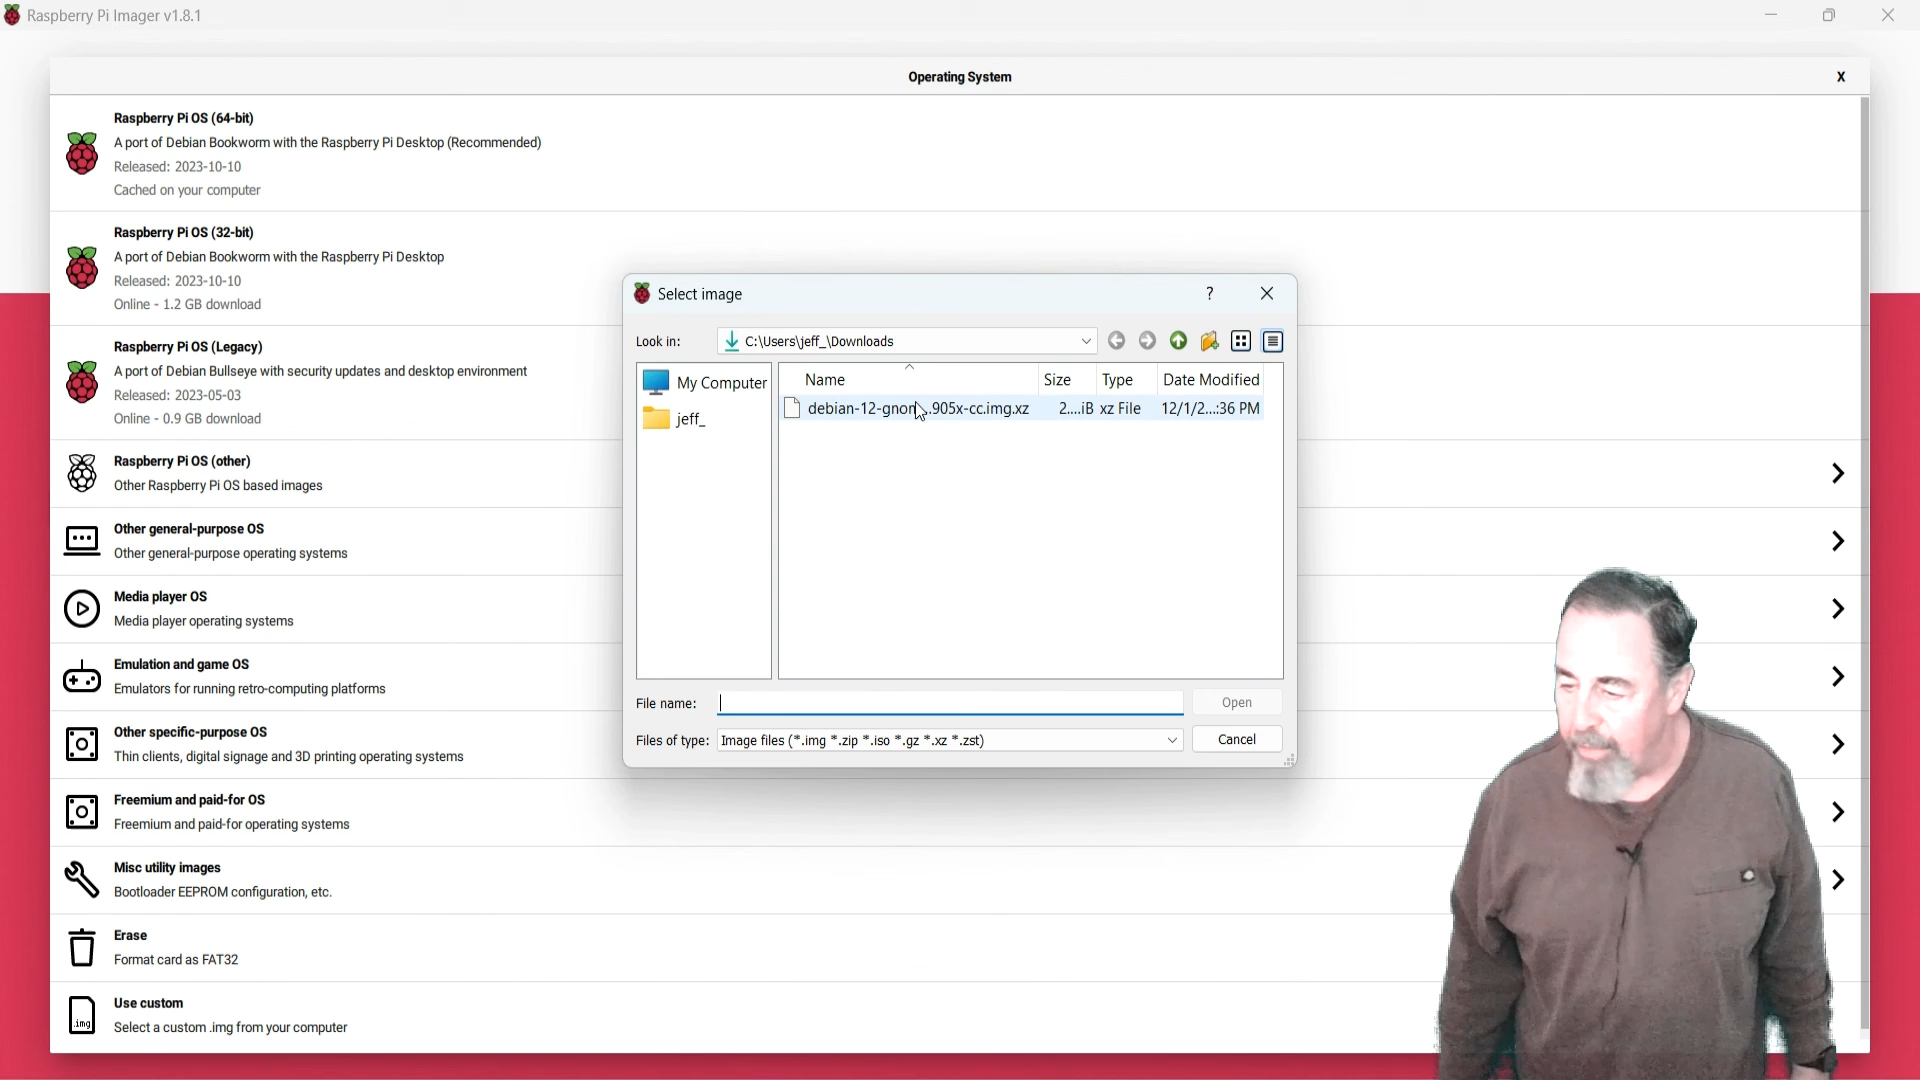 Raspberry Pi Imager v1.8.1
Operating System
X
Raspberry Pi OS (64-bit)
A port of Debian Bookworm with the Raspberry Pi Desktop (Recommended)
Released: 2023-10-10
Cached on your computer
Raspberry Pi OS (32-bit)
A port of Debian Bookworm with the Raspberry Pi Desktop
Released: 2023-10-10
Online - 1.2 GB download
Raspberry Pi OS (Legacy)
A port of Debian Bullseye with security updates and desktop environment
Released: 2023-05-03
Online - 0.9 GB download
Raspberry Pi OS (other)
Other Raspberry Pi OS based images
Other general-purpose OS
Other general-purpose operating systems
Media player OS
Media player operating systems
Emulation and game OS
Emulators for running retro-computing platforms
Other specific-purpose OS
Thin clients, digital signage and 3D printing operating systems
Freemium and paid-for OS
Freemium and paid-for operating systems
Misc utility images
Bootloader EEPROM configuration, etc.
Erase
Format card as FAT32
.img
Use custom
Select a custom .img from your computer
Select image
?
Look in: C:\Users\jeff_\Downloads
My Computer
jeff_
Name Size Type Date Modified
debian-12-gnom...905x-cc.img.xz 2....iB xz File 12/1/2...:36 PM
File name: Open
Files of type: Image files (*.img *.zip *.iso *.gz *.xz *.zst) Cancel